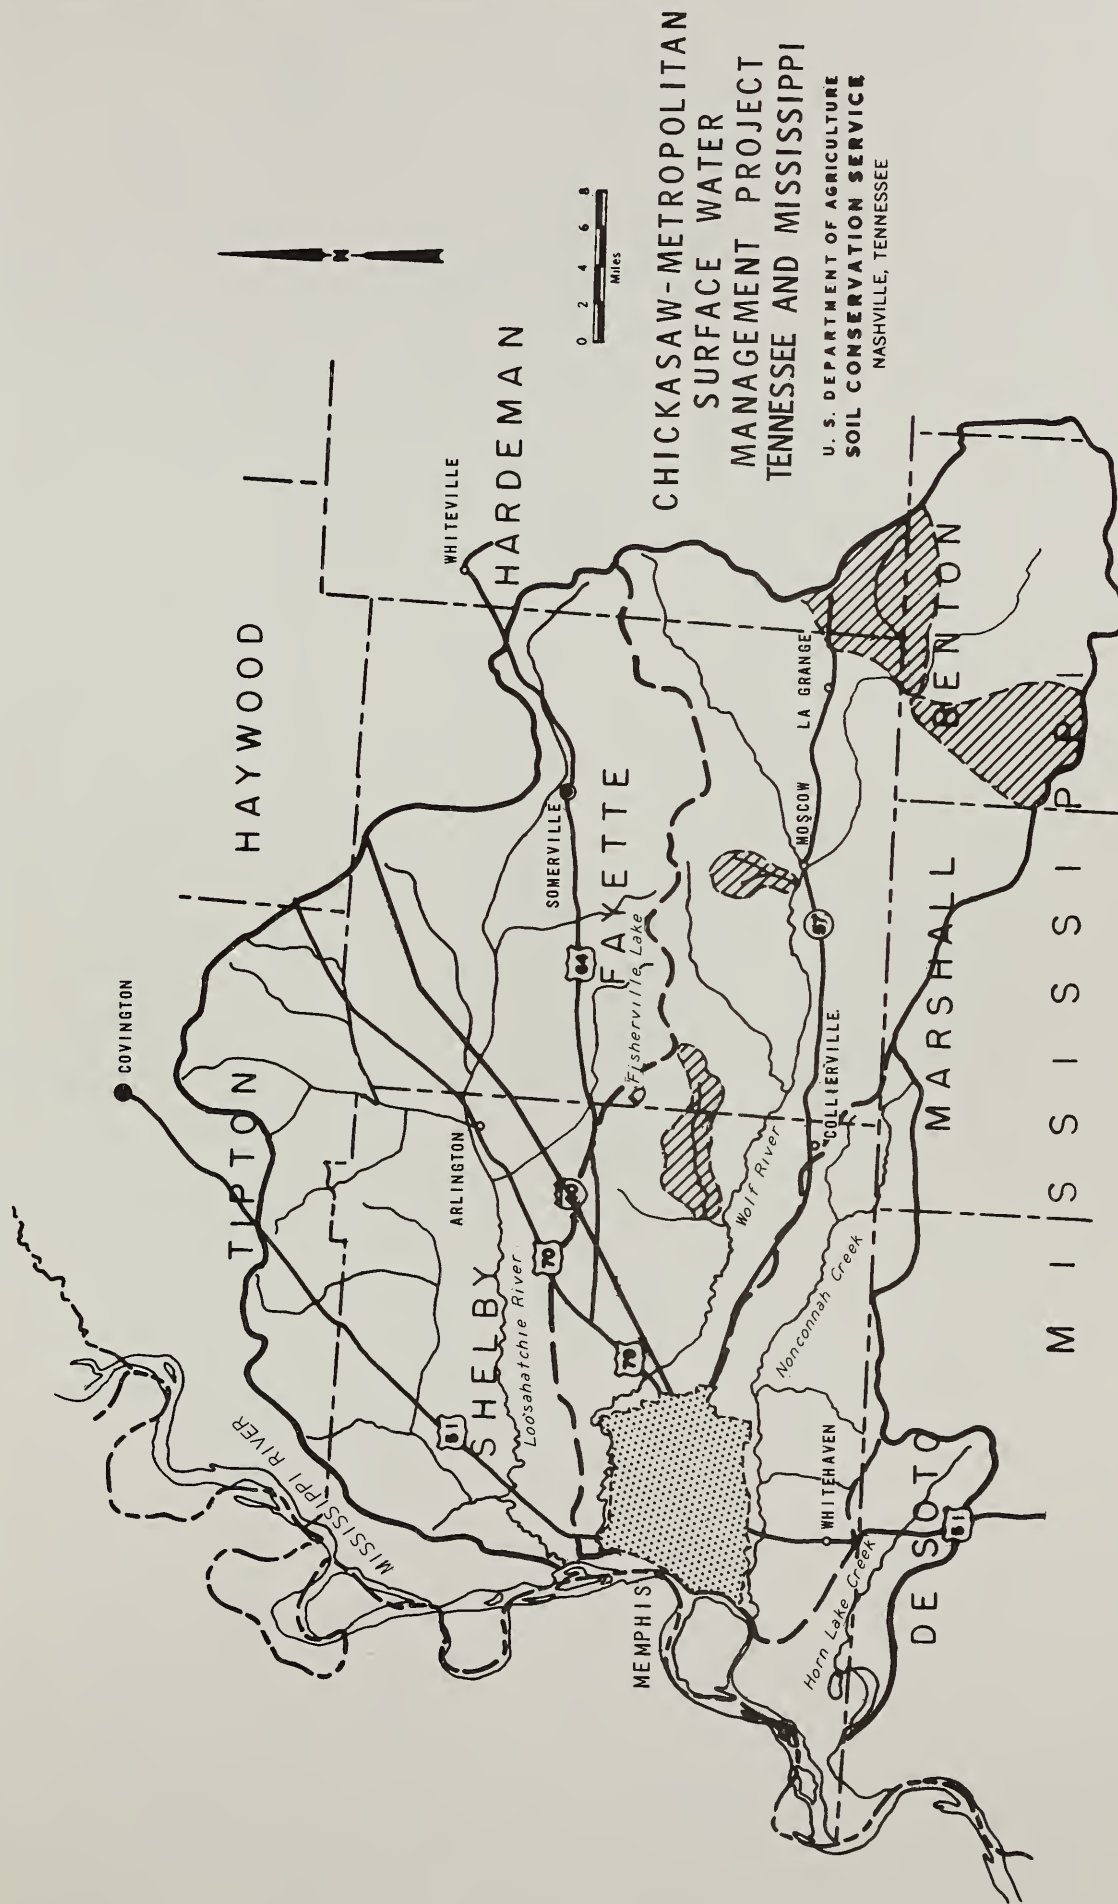 COVINGTON
HAYWOOD
TIPTON
WHITEVILLE
HARDEMAN
MISSISSIPPI RIVER
ARLINGTON
51
SHELBY
Loosahatchie River
SOMERVILLE
64
FAYETTE
70
40
Fisherville Lake
70
MEMPHIS
Wolf River
MOSCOW
LA GRANGE
57
COLLIERVILLE
Nonconnah Creek
WHITEHAVEN
Horn Lake Creek
51
DE SOTO
MARSHALL
BENTON
MISSISSIPPI
N
0 2 4 6 8
Miles
CHICKASAW-METROPOLITAN
SURFACE WATER
MANAGEMENT PROJECT
TENNESSEE AND MISSISSIPPI
U. S. DEPARTMENT OF AGRICULTURE
SOIL CONSERVATION SERVICE
NASHVILLE, TENNESSEE